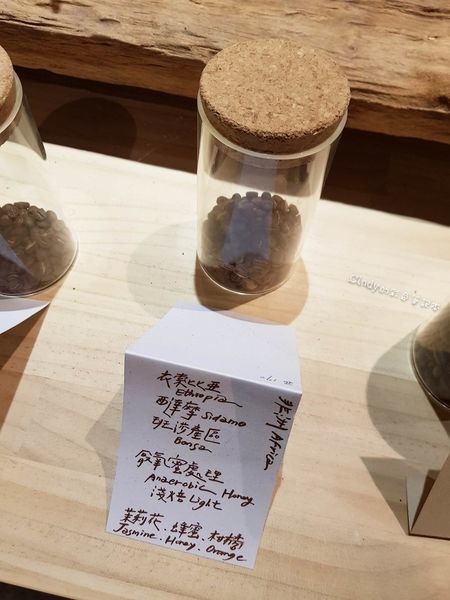 衣索比亞
Ethiopia
西達摩 Sidamo
班莎產區
Bonsa
厭氧蜜處理
Anaerobic Honey
淺焙 Light
茉莉花、蜂蜜、柑橘
Jasmine、Honey、Orange
非洲 Africa